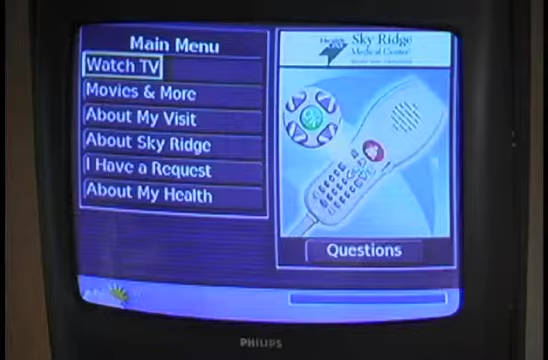 Main Menu
Watch TV
Movies & More
About My Visit
About Sky Ridge
I Have a Request
About My Health
Sky Ridge
Medical Center
Questions
PHILIPS